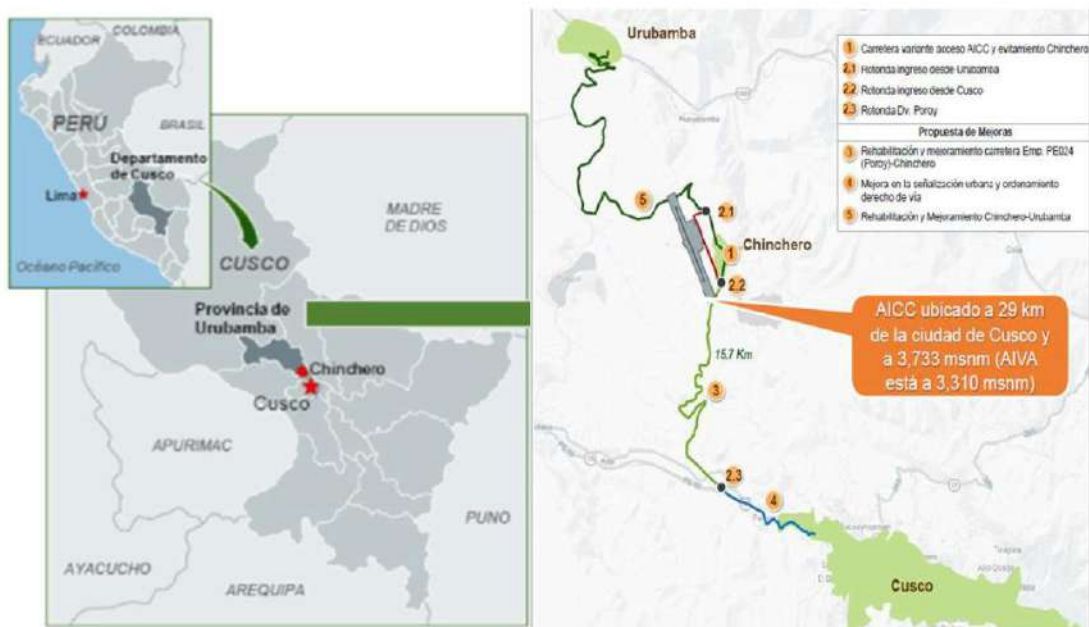 COLOMBIA
ECUADOR
PERÚ
BRASIL
Departamento
de Cusco
Lima
Océano Pacífico
MADRE
DE DIOS
CUSCO
Provincia de
Urubamba
Chinchero
Cusco
APURIMAC
PUNO
AYACUCHO
AREQUIPA
Urubamba
5
2.1
Chinchero
1
2.2
15,7 Km
3
2.3
4
Cusco
1 Carretera variante acceso AICC y evitamiento Chinchero
2.1 Rotonda ingreso desde Urubamba
2.2 Rotonda ingreso desde Cusco
2.3 Rotonda Dv. Poroy
Propuesta de Mejoras
3 Rehabilitación y mejoramiento carretera Emp. PE024
(Poroy)-Chinchero
4 Mejora en la señalización urbana y ordenamiento
derecho de vía
5 Rehabilitación y Mejoramiento Chinchero-Urubamba
AICC ubicado a 29 km
de la ciudad de Cusco y
a 3,733 msnm (AIVA
está a 3,310 msnm)